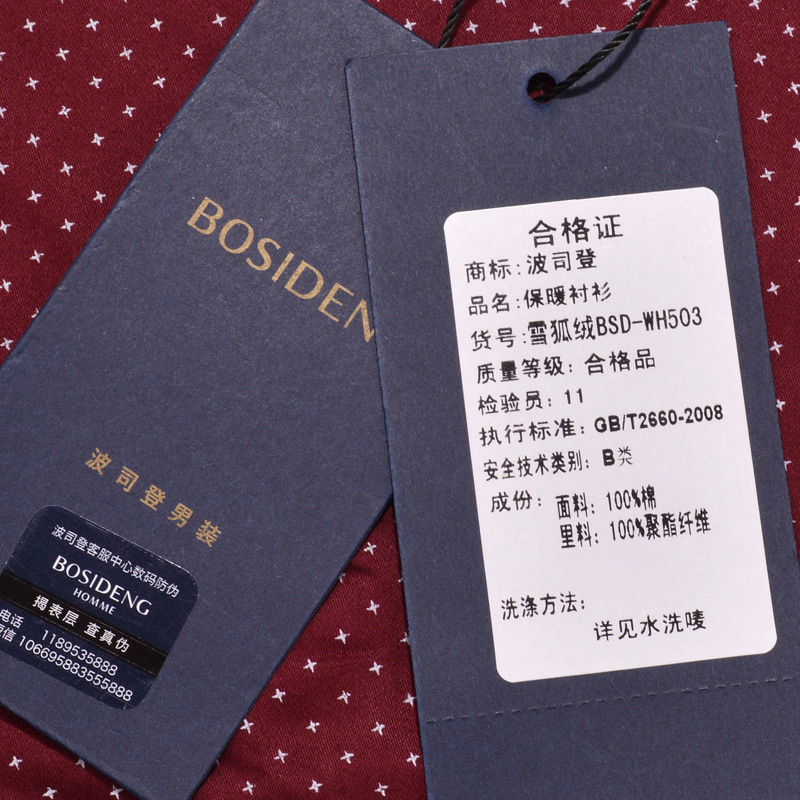 BOSIDEN
波司登男装
波司登客服中心数码防伪
BOSIDENG
HOMME
揭表层 查真伪
电话 1189535888
短信 106695883555888
合格证
商标:波司登
品名:保暖衬衫
货号:雪狐绒BSD-WH503
质量等级: 合格品
检验员: 11
执行标准: GB/T2660-2008
安全技术类别: B类
成份: 面料: 100%棉
里料: 100%聚酯纤维
洗涤方法:
详见水洗唛